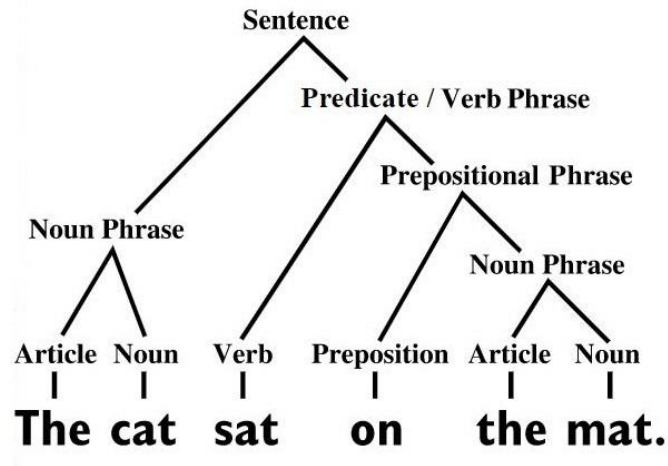 Sentence
Predicate / Verb Phrase
Prepositional Phrase
Noun Phrase
Noun Phrase
Article Noun Verb Preposition Article Noun
The cat sat on the mat.